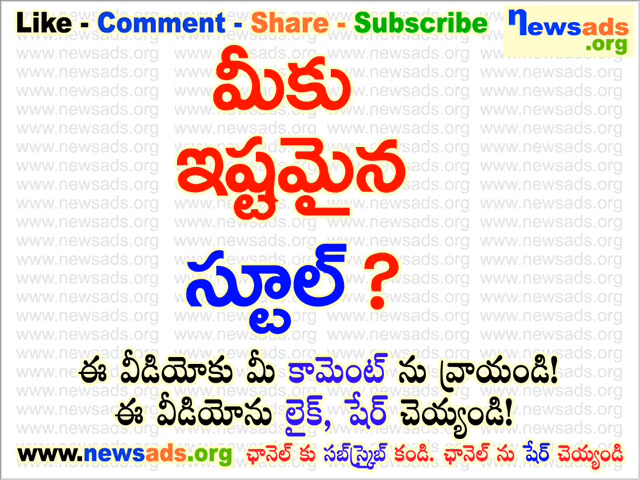 Like - Comment - Share - Subscribe
newsads
.org
మీకు
ఇష్టమైన
స్టూల్ ?
ఈ వీడియోకు మీ కామెంట్ ను వ్రాయండి!
ఈ వీడియోను లైక్, షేర్ చెయ్యండి!
www.newsads.org ఛానెల్ కు సబ్‌స్క్రైబ్ కండి. ఛానెల్ ను షేర్ చెయ్యండి